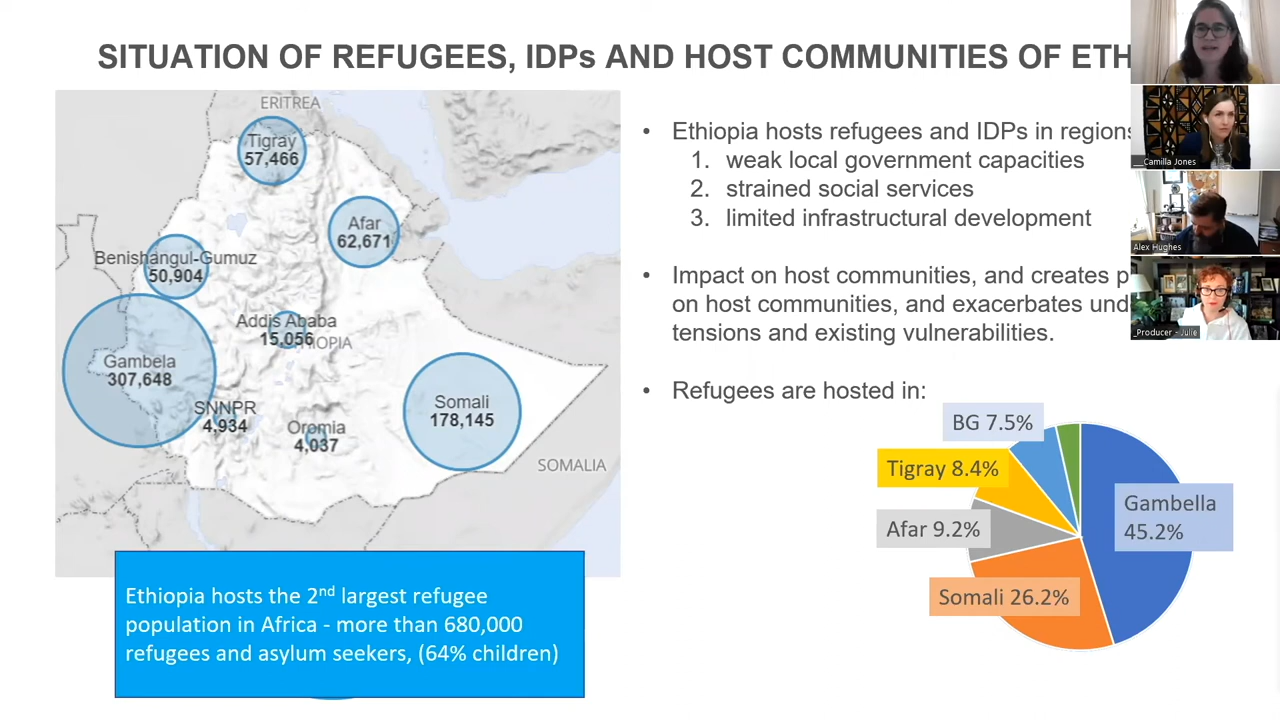 SITUATION OF REFUGEES, IDPs AND HOST COMMUNITIES OF ETH
ERITREA
Tigray
57,466
Afar
62,671
Benishangul-Gumuz
50,904
Addis Ababa
15,056
Gambela
307,648
SNNPR
4,934
Oromia
4,037
Somali
178,145
SOMALIA
Ethiopia hosts the 2nd largest refugee
population in Africa - more than 680,000
refugees and asylum seekers, (64% children)
• Ethiopia hosts refugees and IDPs in regions
1. weak local government capacities
2. strained social services
3. limited infrastructural development
• Impact on host communities, and creates p
on host communities, and exacerbates und
tensions and existing vulnerabilities.
• Refugees are hosted in:
BG 7.5%
Tigray 8.4%
Afar 9.2%
Somali 26.2%
Gambella
45.2%
__Camilla Jones
Alex Hughes
_Producer - Julie